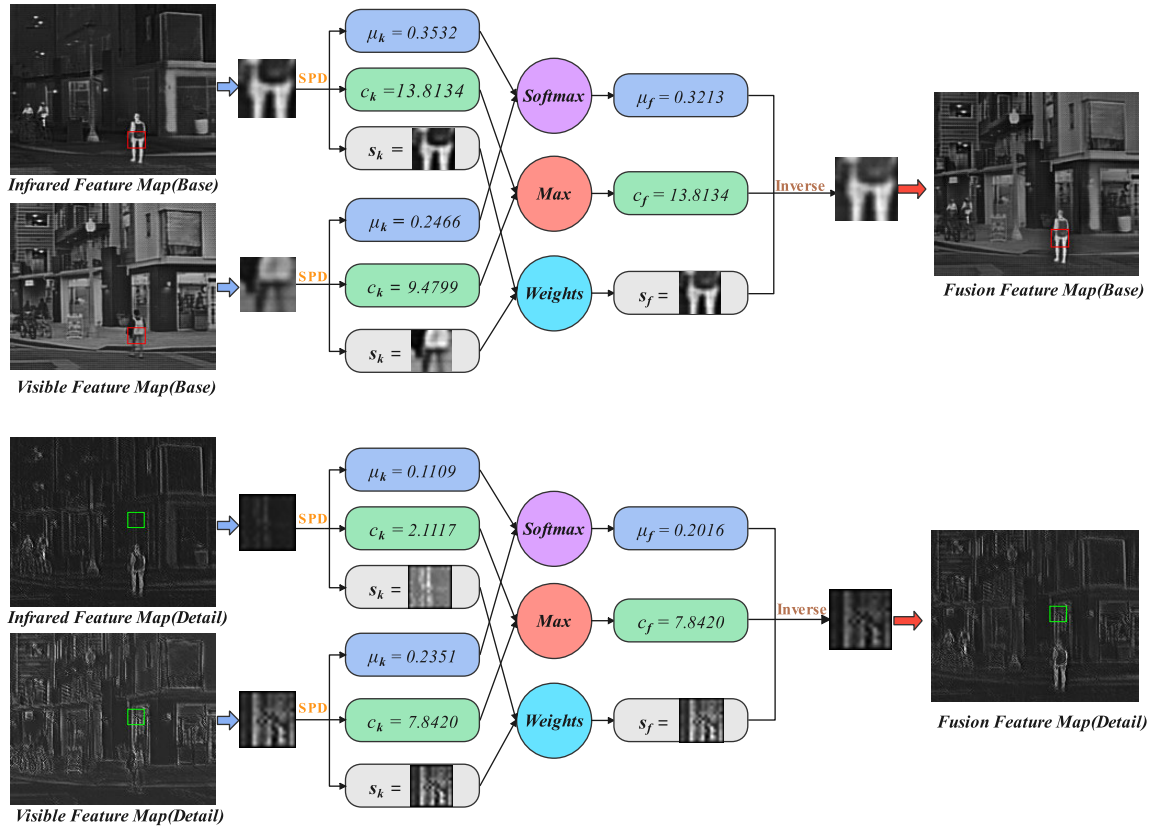 Infrared Feature Map(Base)
Visible Feature Map(Base)
SPD
SPD
μk = 0.3532
ck = 13.8134
sk =
μk = 0.2466
ck = 9.4799
sk =
Softmax
Max
Weights
μf = 0.3213
cf = 13.8134
sf =
Inverse
Fusion Feature Map(Base)
Infrared Feature Map(Detail)
Visible Feature Map(Detail)
SPD
SPD
μk = 0.1109
ck = 2.1117
sk =
μk = 0.2351
ck = 7.8420
sk =
Softmax
Max
Weights
μf = 0.2016
cf = 7.8420
sf =
Inverse
Fusion Feature Map(Detail)